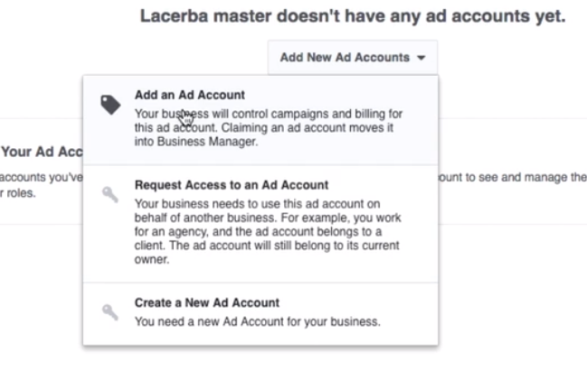 Lacerba master doesn't have any ad accounts yet.
Add New Ad Accounts
Add an Ad Account
Your business will control campaigns and billing for
this ad account. Claiming an ad account moves it
into Business Manager.
Your Ad Acc
accounts you've
ount to see and manage the
r roles.
Request Access to an Ad Account
Your business needs to use this ad account on
behalf of another business. For example, you work
for an agency, and the ad account belongs to a
client. The ad account will still belong to its current
owner.
Create a New Ad Account
You need a new Ad Account for your business.